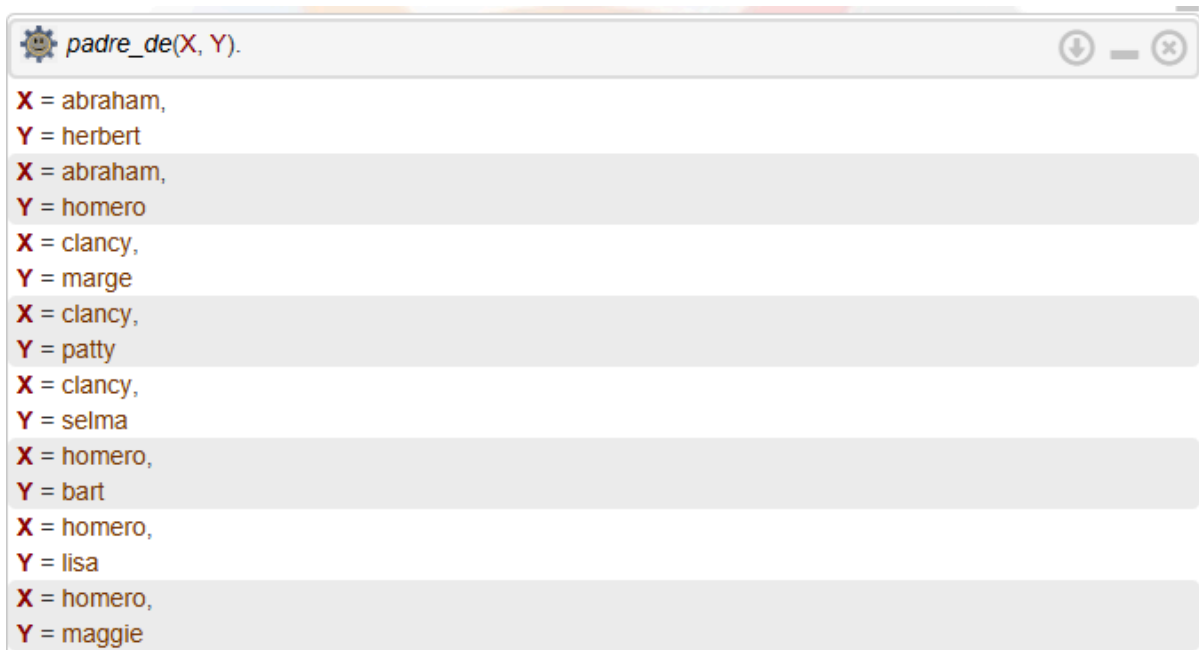 padre_de(X, Y).
X = abraham,
Y = herbert
X = abraham,
Y = homero
X = clancy,
Y = marge
X = clancy,
Y = patty
X = clancy,
Y = selma
X = homero,
Y = bart
X = homero,
Y = lisa
X = homero,
Y = maggie